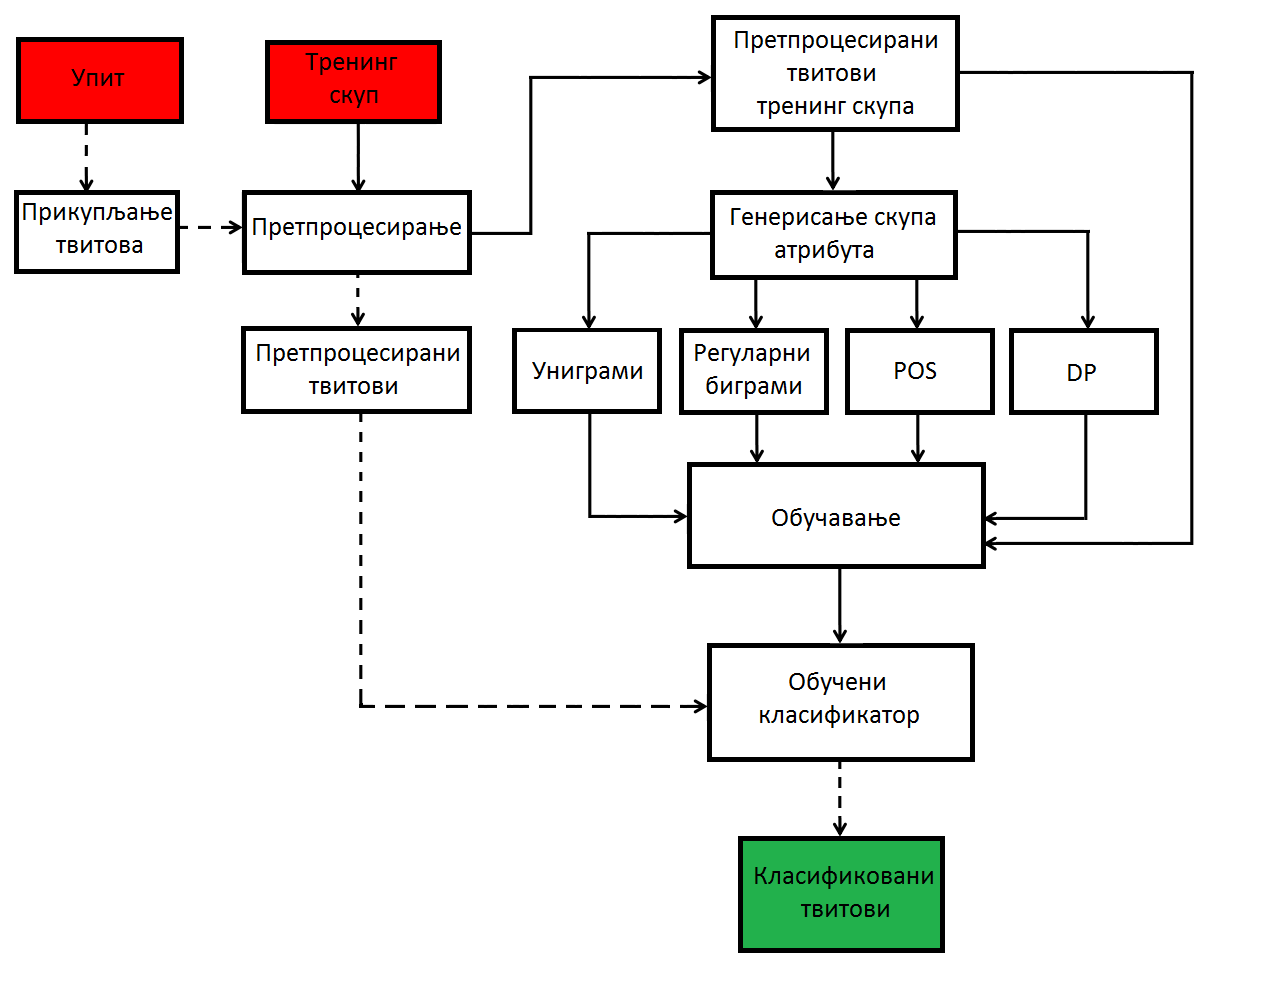 Упит
Тренинг
скуп
Претпроцесирани
твитови
тренинг скупа
Прикупљање
твитова
Претпроцесирање
Генерисање скупа
атрибута
Претпроцесирани
твитови
Униграми
Регуларни
биграми
POS
DP
Обучавање
Обучени
класификатор
Класификовани
твитови